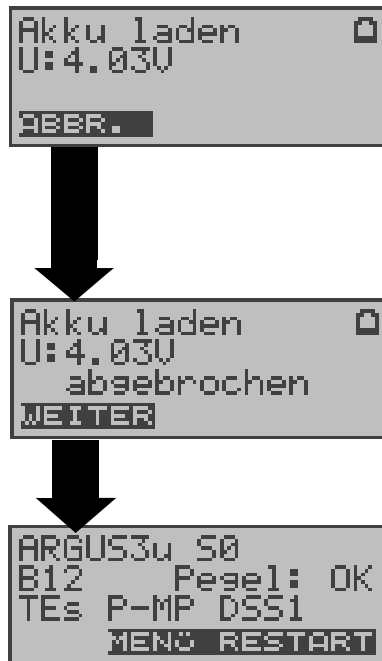 Akku laden
U:4.03V
ABBR.
Akku laden
U:4.03V
abgebrochen
WEITER
ARGUS3u S0
B12 Pegel: OK
TEs P-MP DSS1
MENÜ RESTART